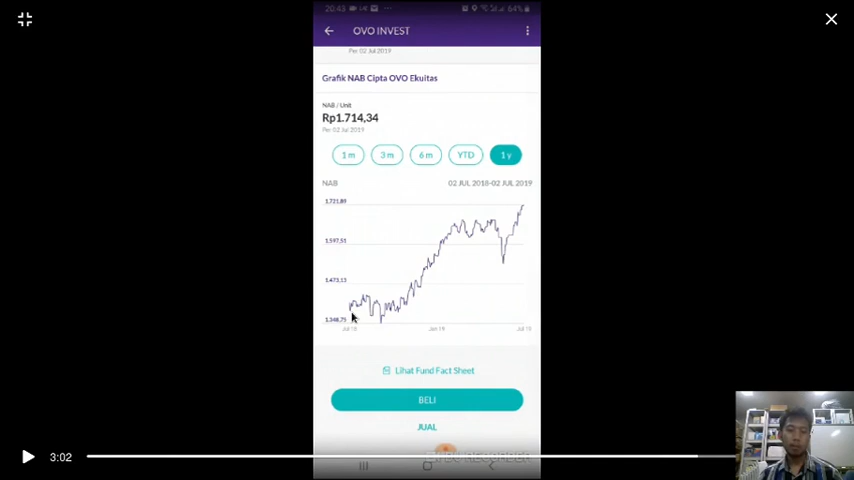 20:43
64%
OVO INVEST
Per 02 Jul 2019
Grafik NAB Cipta OVO Ekuitas
NAB / Unit
Rp1.714,34
Per 02 Jul 2019
1 m 3 m 6 m YTD 1 y
NAB 02 JUL 2018-02 JUL 2019
1.721,89
1.597,51
1.473,13
1.348,75
Jul 18 Jan 19 Jul 19
Lihat Fund Fact Sheet
BELI
JUAL
3:02